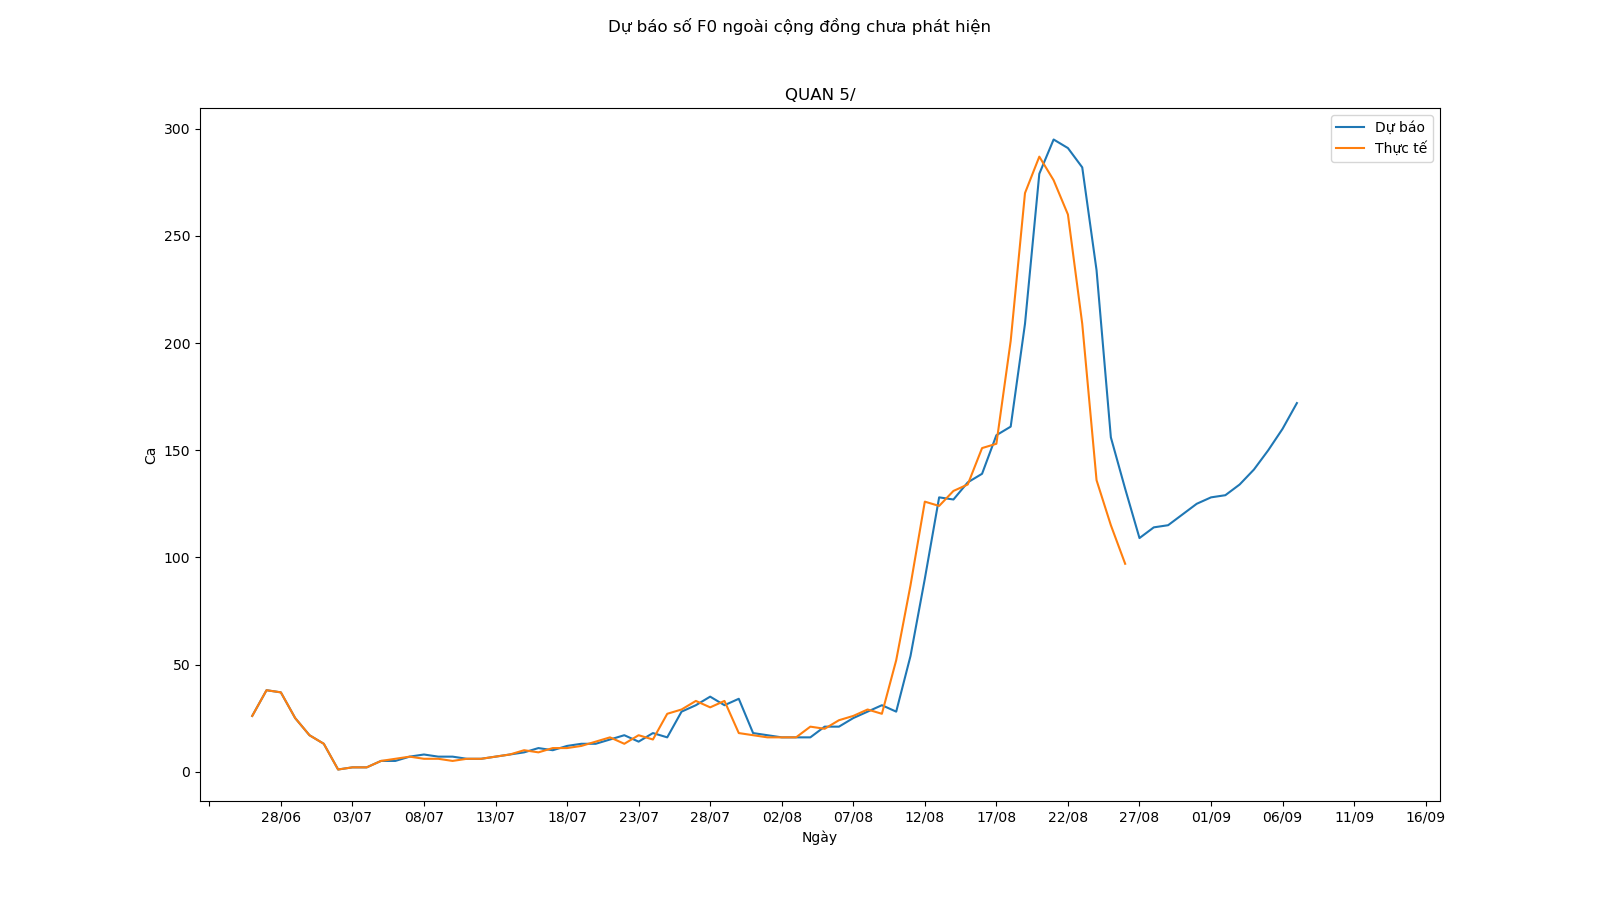 Dự báo số F0 ngoài cộng đồng chưa phát hiện
QUAN 5/
Dự báo
Thực tế
300
250
200
150
100
50
0
Ca
28/06 03/07 08/07 13/07 18/07 23/07 28/07 02/08 07/08 12/08 17/08 22/08 27/08 01/09 06/09 11/09 16/09
Ngày